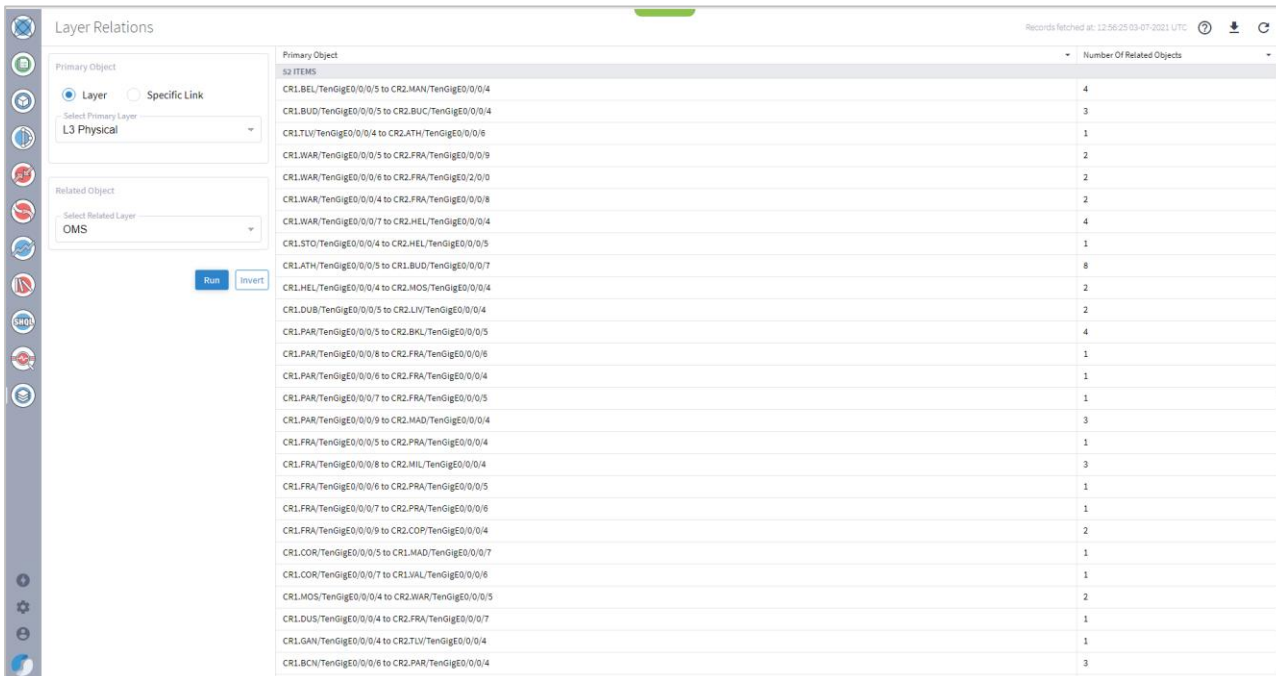 Layer Relations
Records fetched at: 12:56:25 03-07-2021 UTC
Primary Object
Layer Specific Link
Select Primary Layer
L3 Physical
Related Object
Select Related Layer
OMS
Run Invert
SHQL
Primary Object Number Of Related Objects
52 ITEMS
CR1.BEL/TenGigE0/0/0/5 to CR2.MAN/TenGigE0/0/0/4 4
CR1.BUD/TenGigE0/0/0/5 to CR2.BUC/TenGigE0/0/0/4 3
CR1.TLV/TenGigE0/0/0/4 to CR2.ATH/TenGigE0/0/0/6 1
CR1.WAR/TenGigE0/0/0/5 to CR2.FRA/TenGigE0/0/0/9 2
CR1.WAR/TenGigE0/0/0/6 to CR2.FRA/TenGigE0/2/0/0 2
CR1.WAR/TenGigE0/0/0/4 to CR2.FRA/TenGigE0/0/0/8 2
CR1.WAR/TenGigE0/0/0/7 to CR2.HEL/TenGigE0/0/0/4 4
CR1.STO/TenGigE0/0/0/4 to CR2.HEL/TenGigE0/0/0/5 1
CR1.ATH/TenGigE0/0/0/5 to CR1.BUD/TenGigE0/0/0/7 8
CR1.HEL/TenGigE0/0/0/4 to CR2.MOS/TenGigE0/0/0/4 2
CR1.DUB/TenGigE0/0/0/5 to CR2.LIV/TenGigE0/0/0/4 2
CR1.PAR/TenGigE0/0/0/5 to CR2.BKL/TenGigE0/0/0/5 4
CR1.PAR/TenGigE0/0/0/8 to CR2.FRA/TenGigE0/0/0/6 1
CR1.PAR/TenGigE0/0/0/6 to CR2.FRA/TenGigE0/0/0/4 1
CR1.PAR/TenGigE0/0/0/7 to CR2.FRA/TenGigE0/0/0/5 1
CR1.PAR/TenGigE0/0/0/9 to CR2.MAD/TenGigE0/0/0/4 3
CR1.FRA/TenGigE0/0/0/5 to CR2.PRA/TenGigE0/0/0/4 1
CR1.FRA/TenGigE0/0/0/8 to CR2.MIL/TenGigE0/0/0/4 3
CR1.FRA/TenGigE0/0/0/6 to CR2.PRA/TenGigE0/0/0/5 1
CR1.FRA/TenGigE0/0/0/7 to CR2.PRA/TenGigE0/0/0/6 1
CR1.FRA/TenGigE0/0/0/9 to CR2.COP/TenGigE0/0/0/4 2
CR1.COR/TenGigE0/0/0/5 to CR1.MAD/TenGigE0/0/0/7 1
CR1.COR/TenGigE0/0/0/7 to CR1.VAL/TenGigE0/0/0/6 1
CR1.MOS/TenGigE0/0/0/4 to CR2.WAR/TenGigE0/0/0/5 2
CR1.DUS/TenGigE0/0/0/4 to CR2.FRA/TenGigE0/0/0/7 1
CR1.GAN/TenGigE0/0/0/4 to CR2.TLV/TenGigE0/0/0/4 1
CR1.BCN/TenGigE0/0/0/6 to CR2.PAR/TenGigE0/0/0/4 3